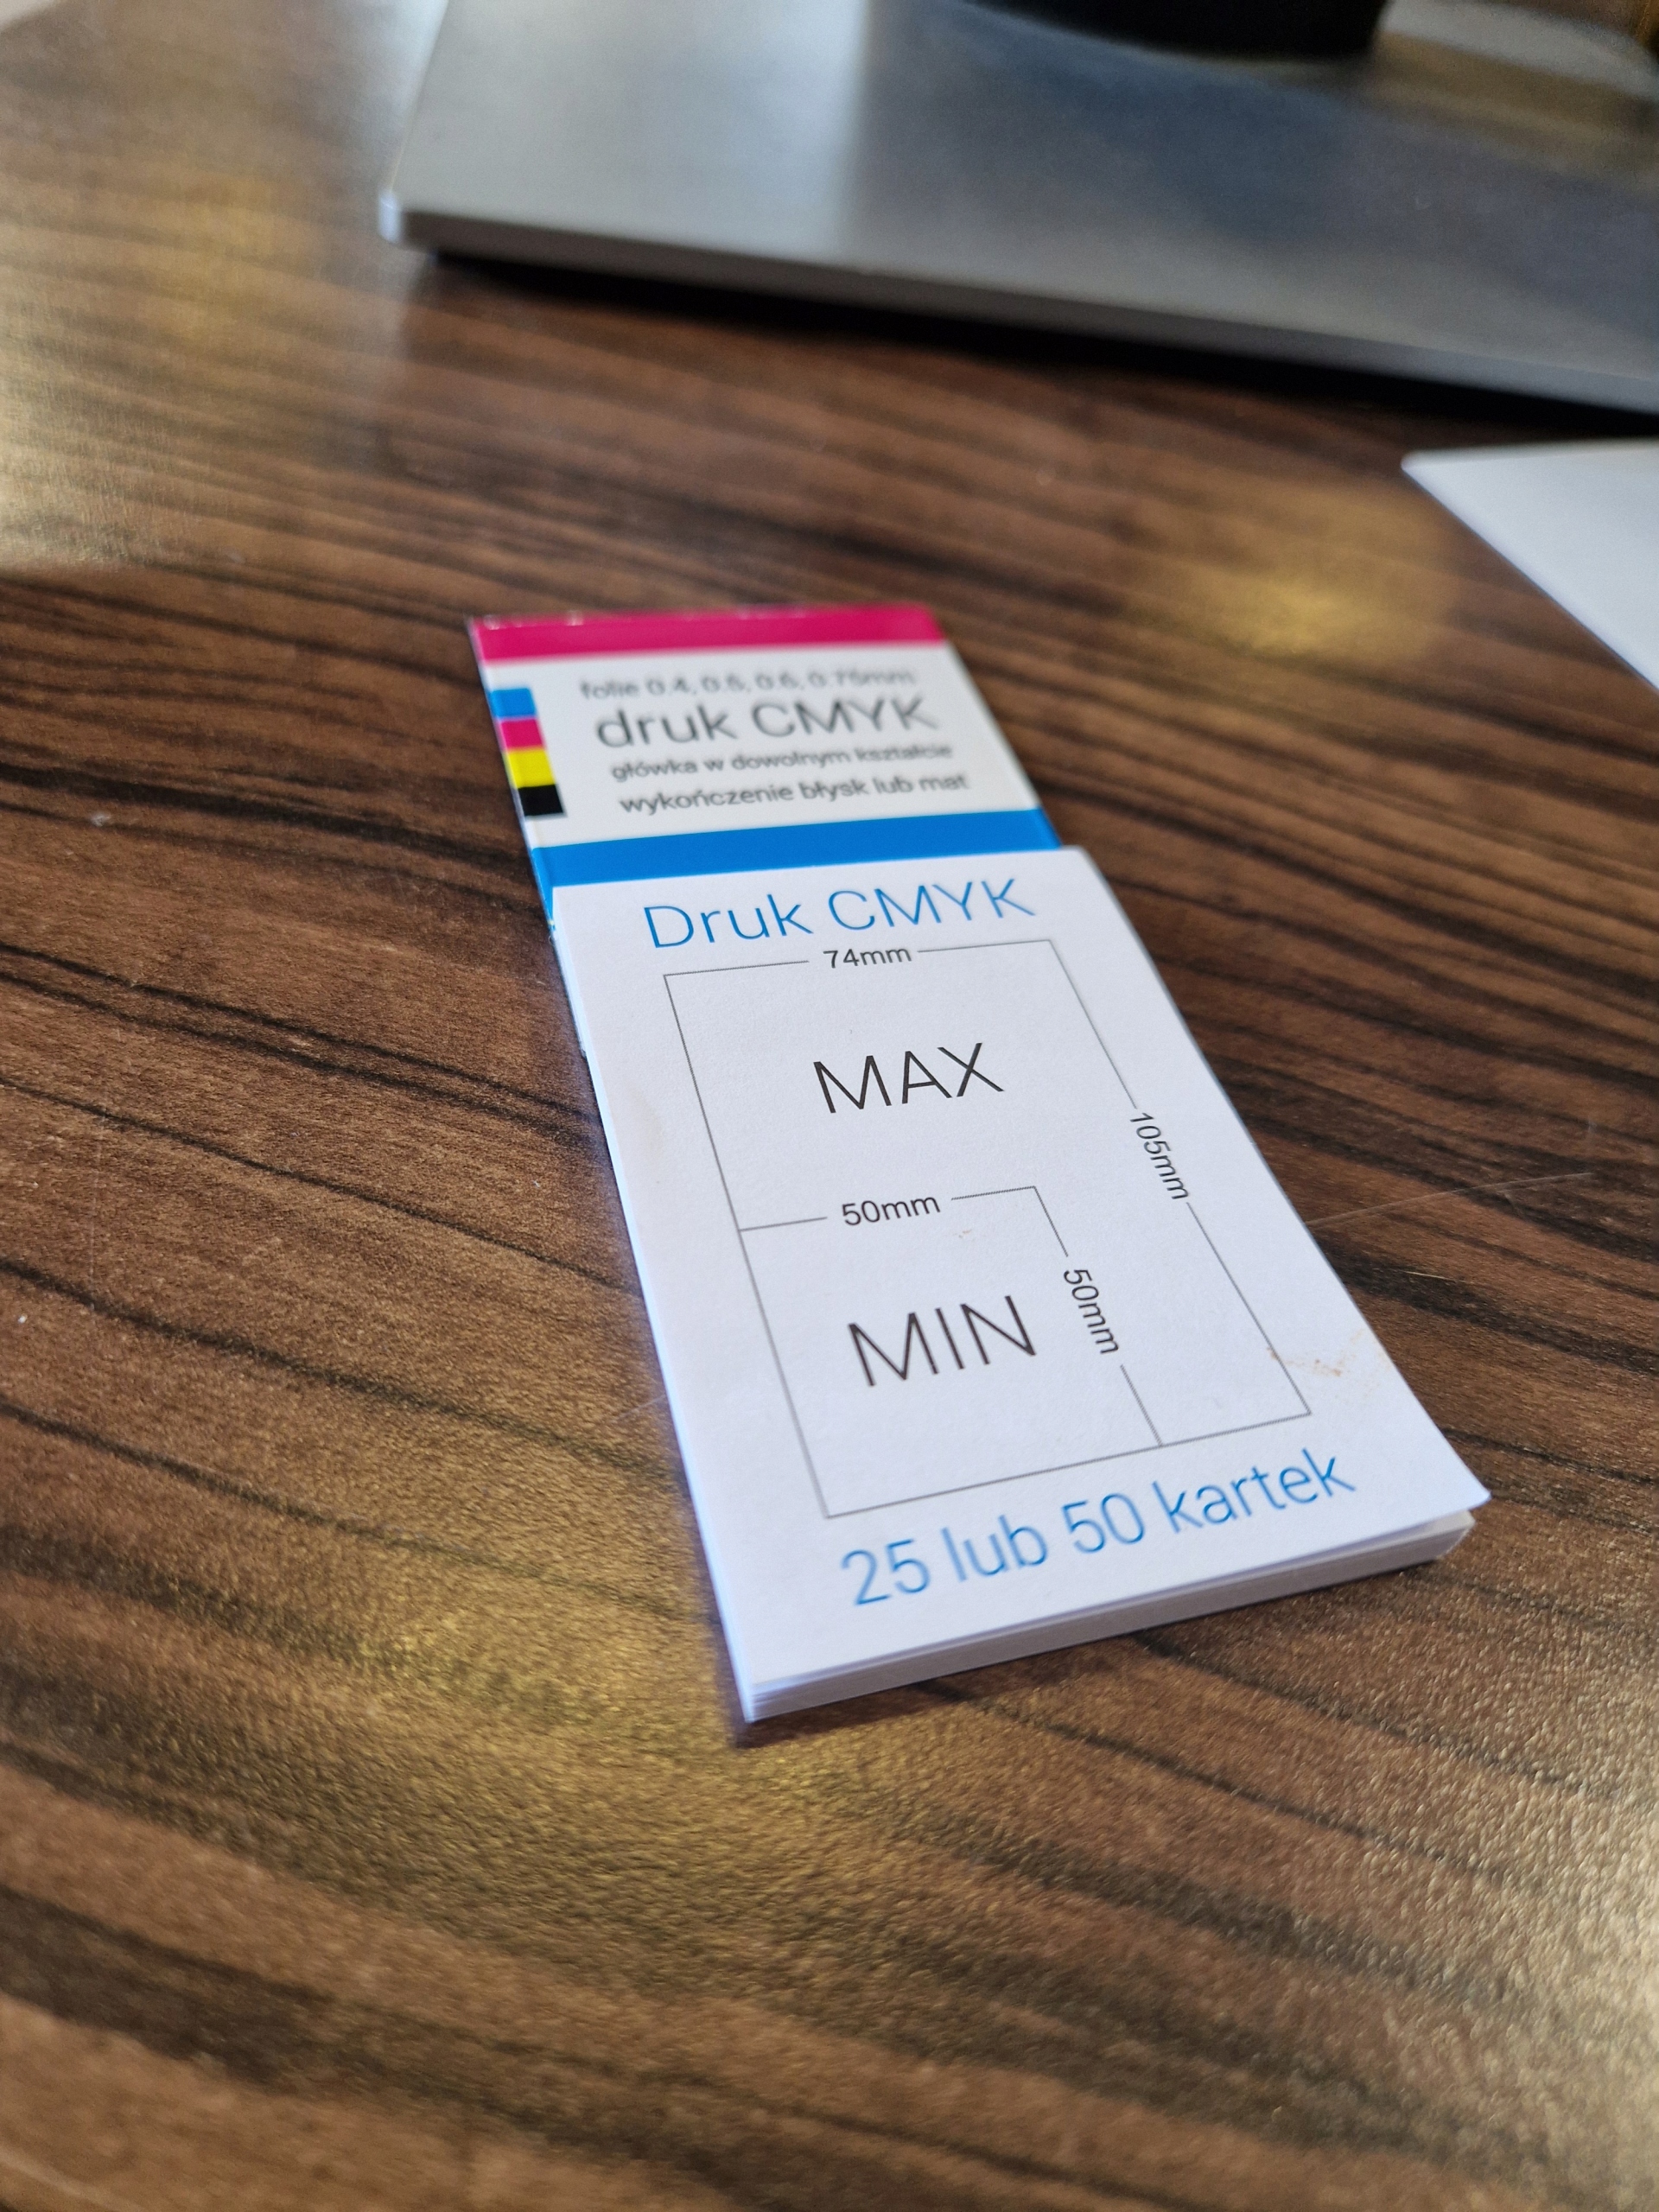 folie 0.4, 0.5, 0.6, 0.75mm
druk CMYK
główka w dowolnym kształcie
wykończenie błysk lub mat
Druk CMYK
74mm
MAX
105mm
50mm
MIN
50mm
25 lub 50 kartek